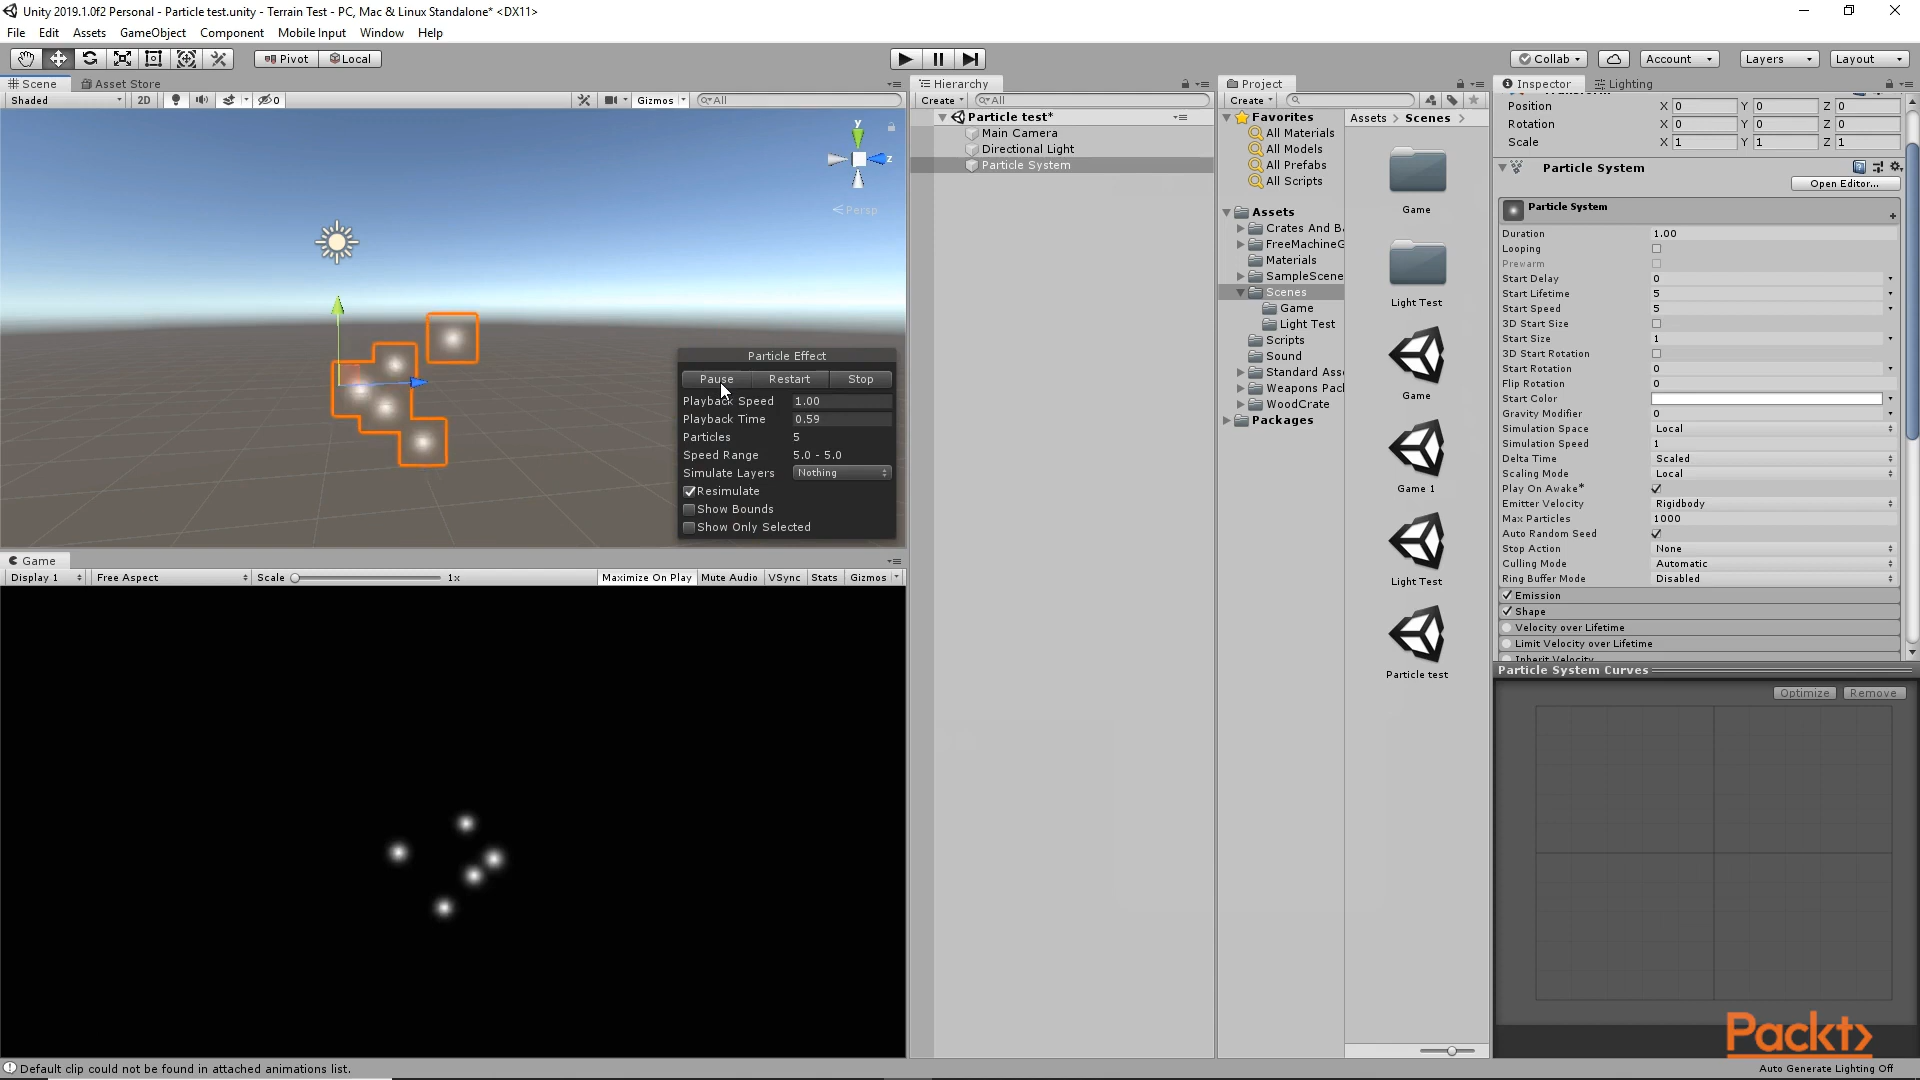 Unity 2019.1.0f2 Personal - Particle test.unity - Terrain Test - PC, Mac & Linux Standalone* <DX11>
File Edit Assets GameObject Component Mobile Input Window Help
Pivot Local
Collab Account Layers Layout
Scene Asset Store
Shaded 2D 0 Gizmos All
y
z
Persp
Particle Effect
Pause Restart Stop
Playback Speed 1.00
Playback Time 0.59
Particles 5
Speed Range 5.0 - 5.0
Simulate Layers Nothing
Resimulate
Show Bounds
Show Only Selected
Game
Display 1 Free Aspect Scale 1x Maximize On Play Mute Audio VSync Stats Gizmos
Hierarchy
Create All
Particle test*
Main Camera
Directional Light
Particle System
Project
Create
Favorites
All Materials
All Models
All Prefabs
All Scripts
Assets
Crates And B
FreeMachineG
Materials
SampleScene
Scenes
Game
Light Test
Scripts
Sound
Standard Ass
Weapons Pac
WoodCrate
Packages
Assets > Scenes >
Game
Light Test
Game
Game 1
Light Test
Particle test
Inspector Lighting
Position X 0 Y 0 Z 0
Rotation X 0 Y 0 Z 0
Scale X 1 Y 1 Z 1
Particle System
Open Editor...
Particle System
Duration 1.00
Looping
Prewarm
Start Delay 0
Start Lifetime 5
Start Speed 5
3D Start Size
Start Size 1
3D Start Rotation
Start Rotation 0
Flip Rotation 0
Start Color
Gravity Modifier 0
Simulation Space Local
Simulation Speed 1
Delta Time Scaled
Scaling Mode Local
Play On Awake*
Emitter Velocity Rigidbody
Max Particles 1000
Auto Random Seed
Stop Action None
Culling Mode Automatic
Ring Buffer Mode Disabled
Emission
Shape
Velocity over Lifetime
Limit Velocity over Lifetime
Inherit Velocity
Particle System Curves
Optimize Remove
Packt>
Default clip could not be found in attached animations list.
Auto Generate Lighting Off